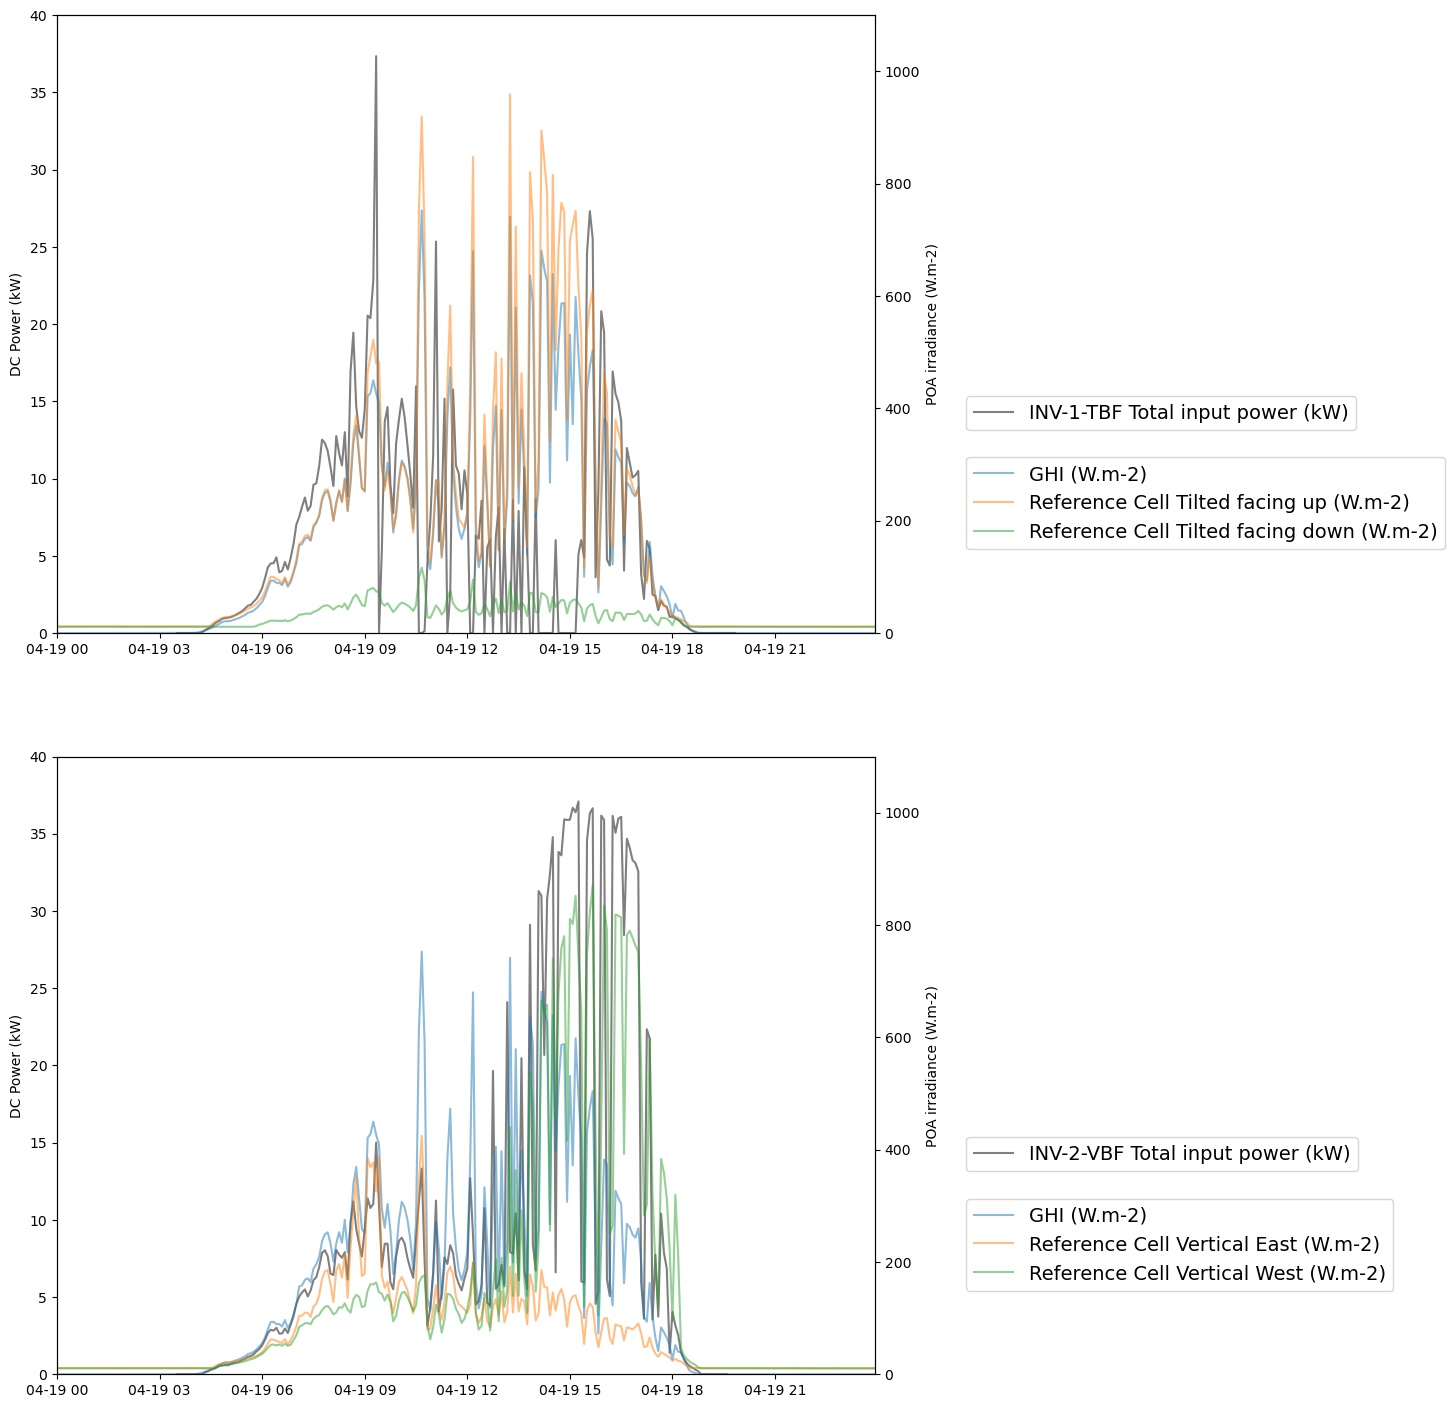 40
35
30
25
20
15
10
5
0
DC Power (kW)
1000
800
600
400
200
0
POA irradiance (W.m-2)
04-19 00 04-19 03 04-19 06 04-19 09 04-19 12 04-19 15 04-19 18 04-19 21
INV-1-TBF Total input power (kW)
GHI (W.m-2)
Reference Cell Tilted facing up (W.m-2)
Reference Cell Tilted facing down (W.m-2)
40
35
30
25
20
15
10
5
0
DC Power (kW)
1000
800
600
400
200
0
POA irradiance (W.m-2)
04-19 00 04-19 03 04-19 06 04-19 09 04-19 12 04-19 15 04-19 18 04-19 21
INV-2-VBF Total input power (kW)
GHI (W.m-2)
Reference Cell Vertical East (W.m-2)
Reference Cell Vertical West (W.m-2)